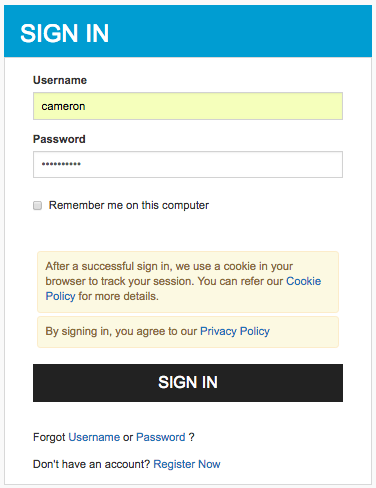 SIGN IN
Username
cameron
Password
••••••••••
Remember me on this computer
After a successful sign in, we use a cookie in your
browser to track your session. You can refer our Cookie
Policy for more details.
By signing in, you agree to our Privacy Policy
SIGN IN
Forgot Username or Password ?
Don't have an account? Register Now